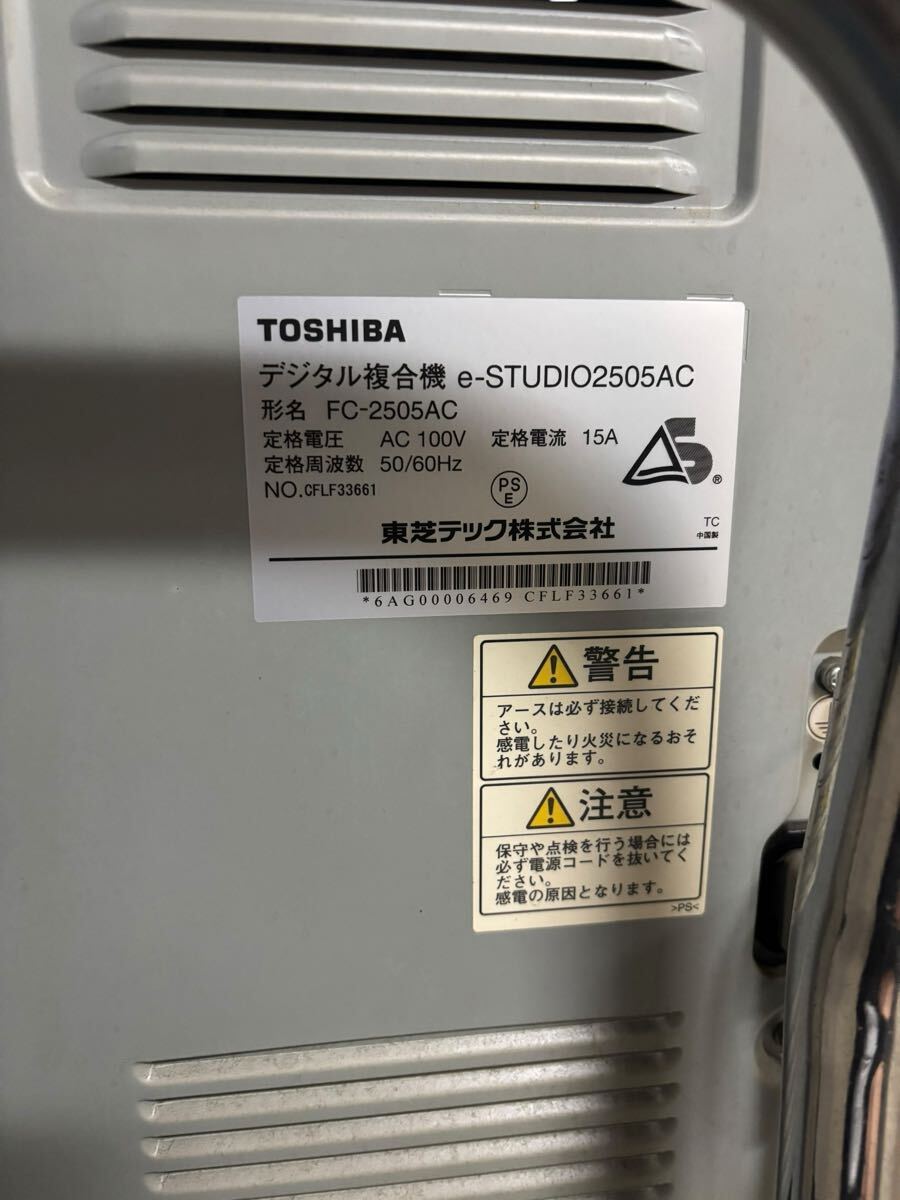 TOSHIBA
デジタル複合機 e-STUDIO2505AC
形名 FC-2505AC
定格電圧 AC 100V 定格電流 15A
定格周波数 50/60Hz
NO.CFLF33661
PS
E
S
®
東芝テック株式会社
TC
中国製
*6AG00006469 CFLF33661*
警告
アースは必ず接続してくだ
さい。
感電したり火災になるおそ
れがあります。
注意
保守や点検を行う場合には
必ず電源コードを抜いてく
ださい。
感電の原因となります。
>PS<